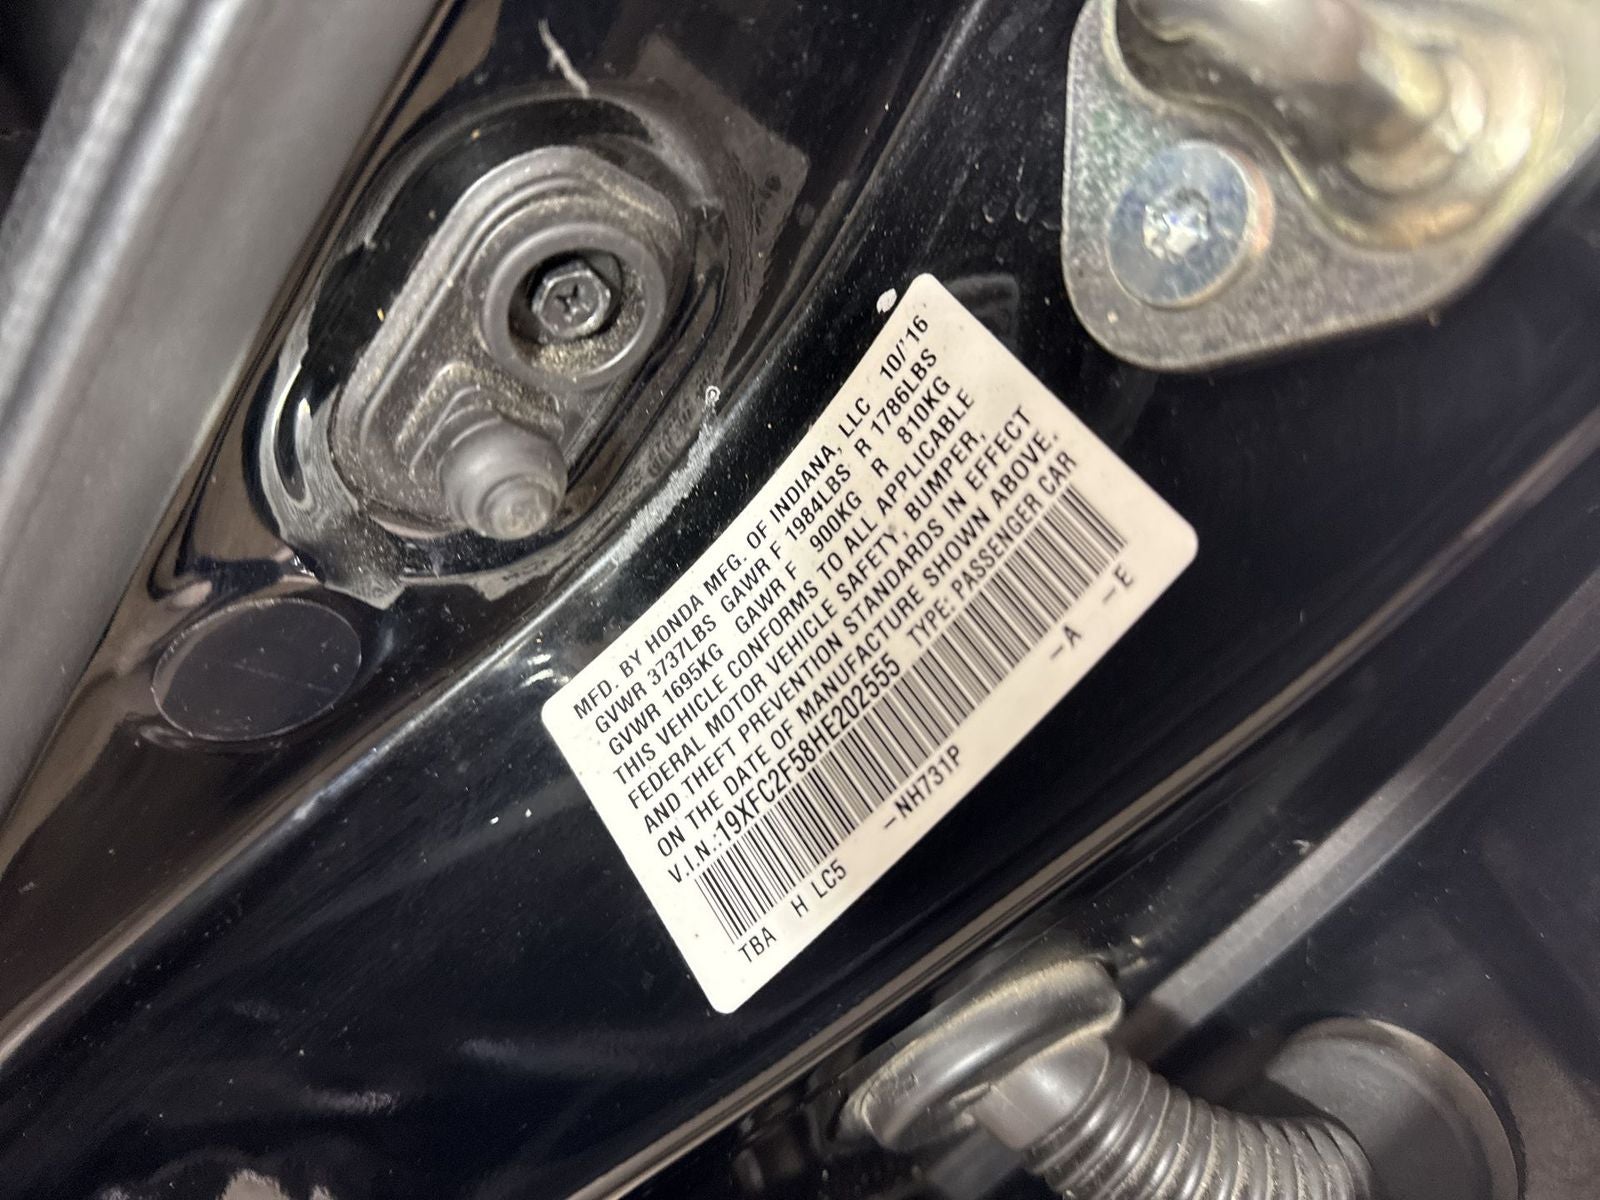 MFD. BY HONDA MFG. OF INDIANA, LLC 10/'16
GVWR 3737LBS GAWR F 1984LBS R 1786LBS
GVWR 1695KG GAWR F 900KG R 810KG
THIS VEHICLE CONFORMS TO ALL APPLICABLE
FEDERAL MOTOR VEHICLE SAFETY, BUMPER,
AND THEFT PREVENTION STANDARDS IN EFFECT
ON THE DATE OF MANUFACTURE SHOWN ABOVE.
V.I.N.:19XFC2F58HE202555 TYPE: PASSENGER CAR
TBA H LC5 -NH731P -A -E